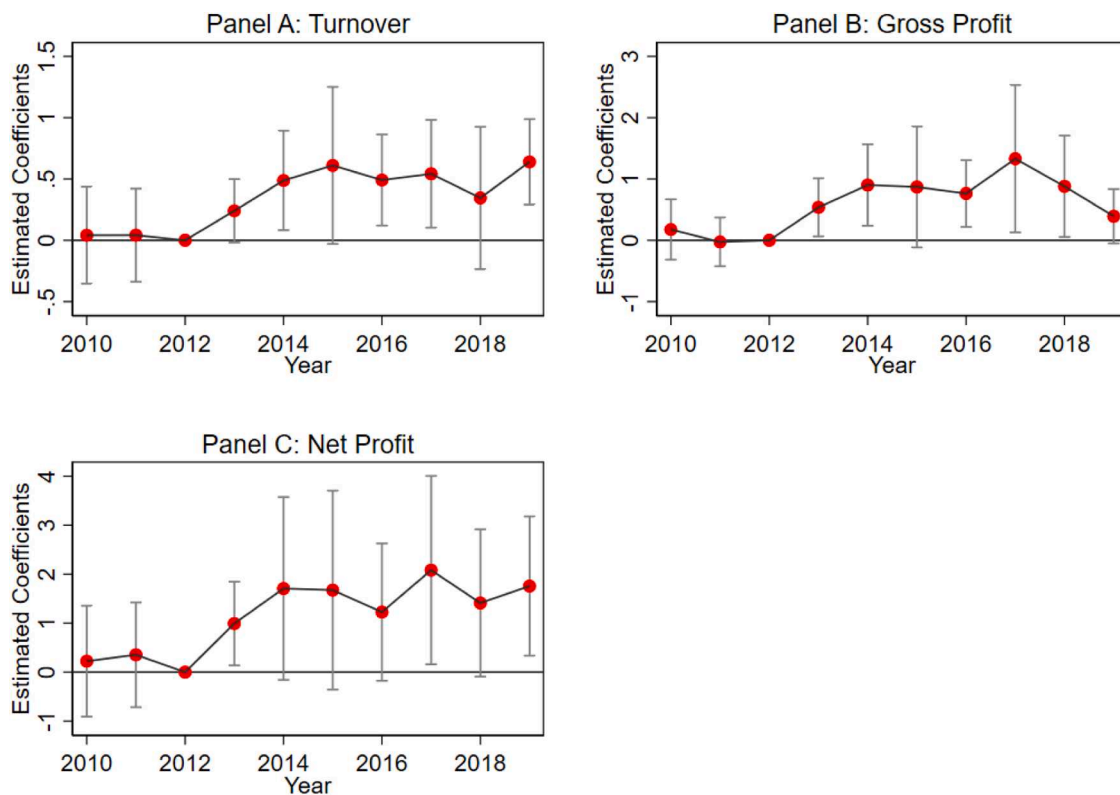 Panel A: Turnover
Estimated Coefficients
1.5
1
.5
0
-.5
2010 2012 2014 2016 2018
Year
Panel B: Gross Profit
Estimated Coefficients
3
2
1
0
-1
2010 2012 2014 2016 2018
Year
Panel C: Net Profit
Estimated Coefficients
4
3
2
1
0
-1
2010 2012 2014 2016 2018
Year